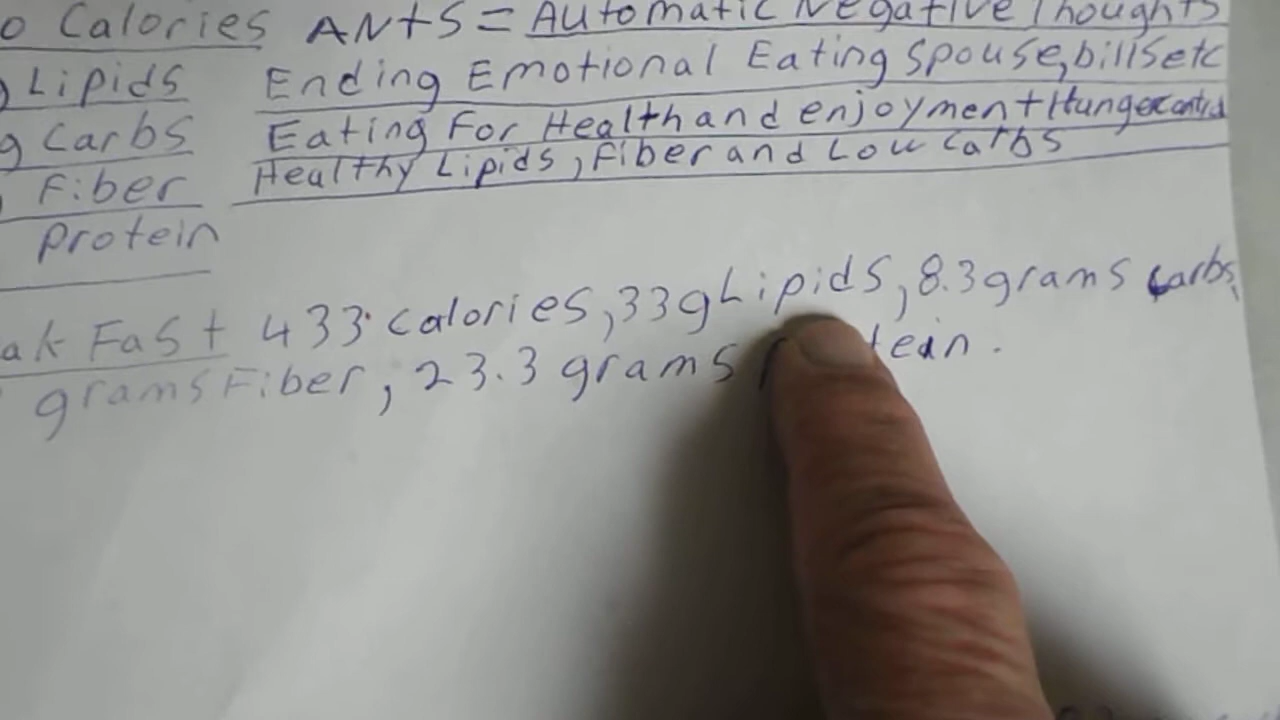 o Calories ANtS = Automatic Negative Thoughts
Lipids Ending Emotional Eating Spouse, bills etc
g Carbs Eating For Health and enjoyment Hunger
Fiber Healthy Lipids, Fiber and Low Carbs
Protein
ak Fast 433 calories, 33g Lipids, 8.3 grams carbs,
grams Fiber, 23.3 grams tein.